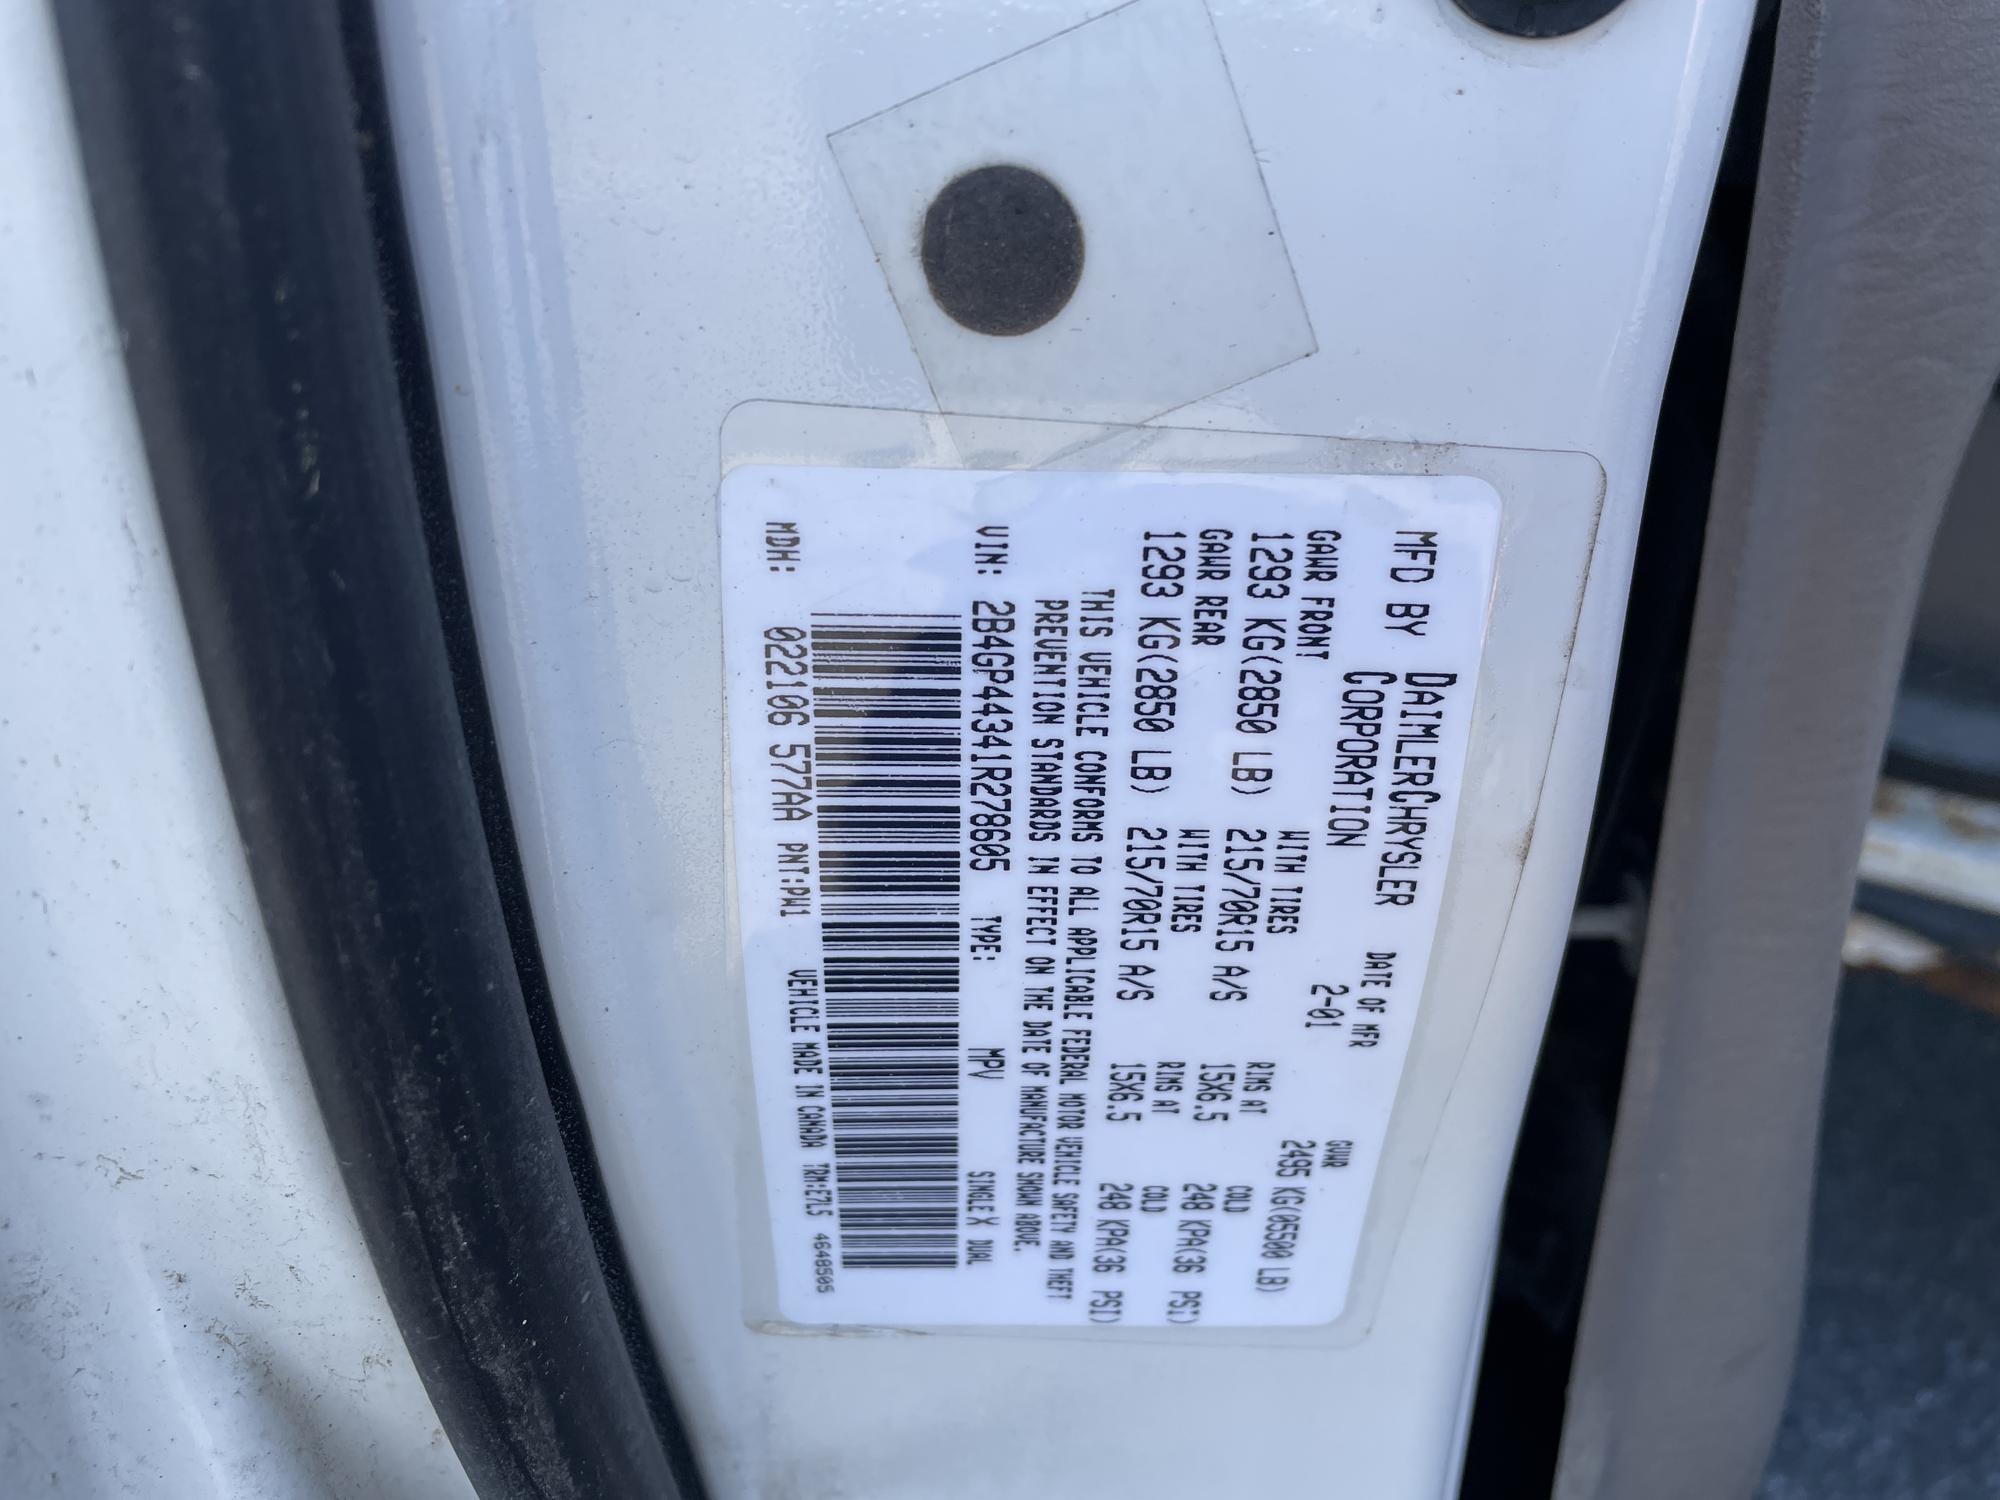 MFD BY DAIMLERCHRYSLER CORPORATION
DATE OF MFR 2-01
GVWR 2495 KG(05500 LB)
GAWR FRONT WITH TIRES RIMS AT COLD
1293 KG(2850 LB) 215/70R15 A/S 15X6.5 248 KPA(36 PSI)
GAWR REAR WITH TIRES RIMS AT COLD
1293 KG(2850 LB) 215/70R15 A/S 15X6.5 248 KPA(36 PSI)
THIS VEHICLE CONFORMS TO ALL APPLICABLE FEDERAL MOTOR VEHICLE SAFETY AND THEFT
PREVENTION STANDARDS IN EFFECT ON THE DATE OF MANUFACTURE SHOWN ABOVE.
VIN: 2B4GP44341R278605 TYPE: MPV SINGLE X DUAL
MDH: 022106 577AA PNT:PW1 VEHICLE MADE IN CANADA TRM:E7L5 4648505